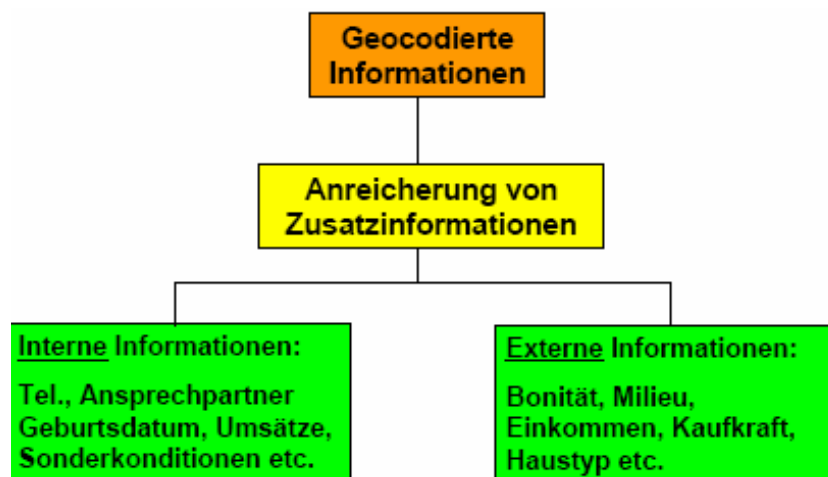 Geocodierte
Informationen
Anreicherung von
Zusatzinformationen
Interne Informationen:
Tel., Ansprechpartner
Geburtsdatum, Umsätze,
Sonderkonditionen etc.
Externe Informationen:
Bonität, Milieu,
Einkommen, Kaufkraft,
Haustyp etc.